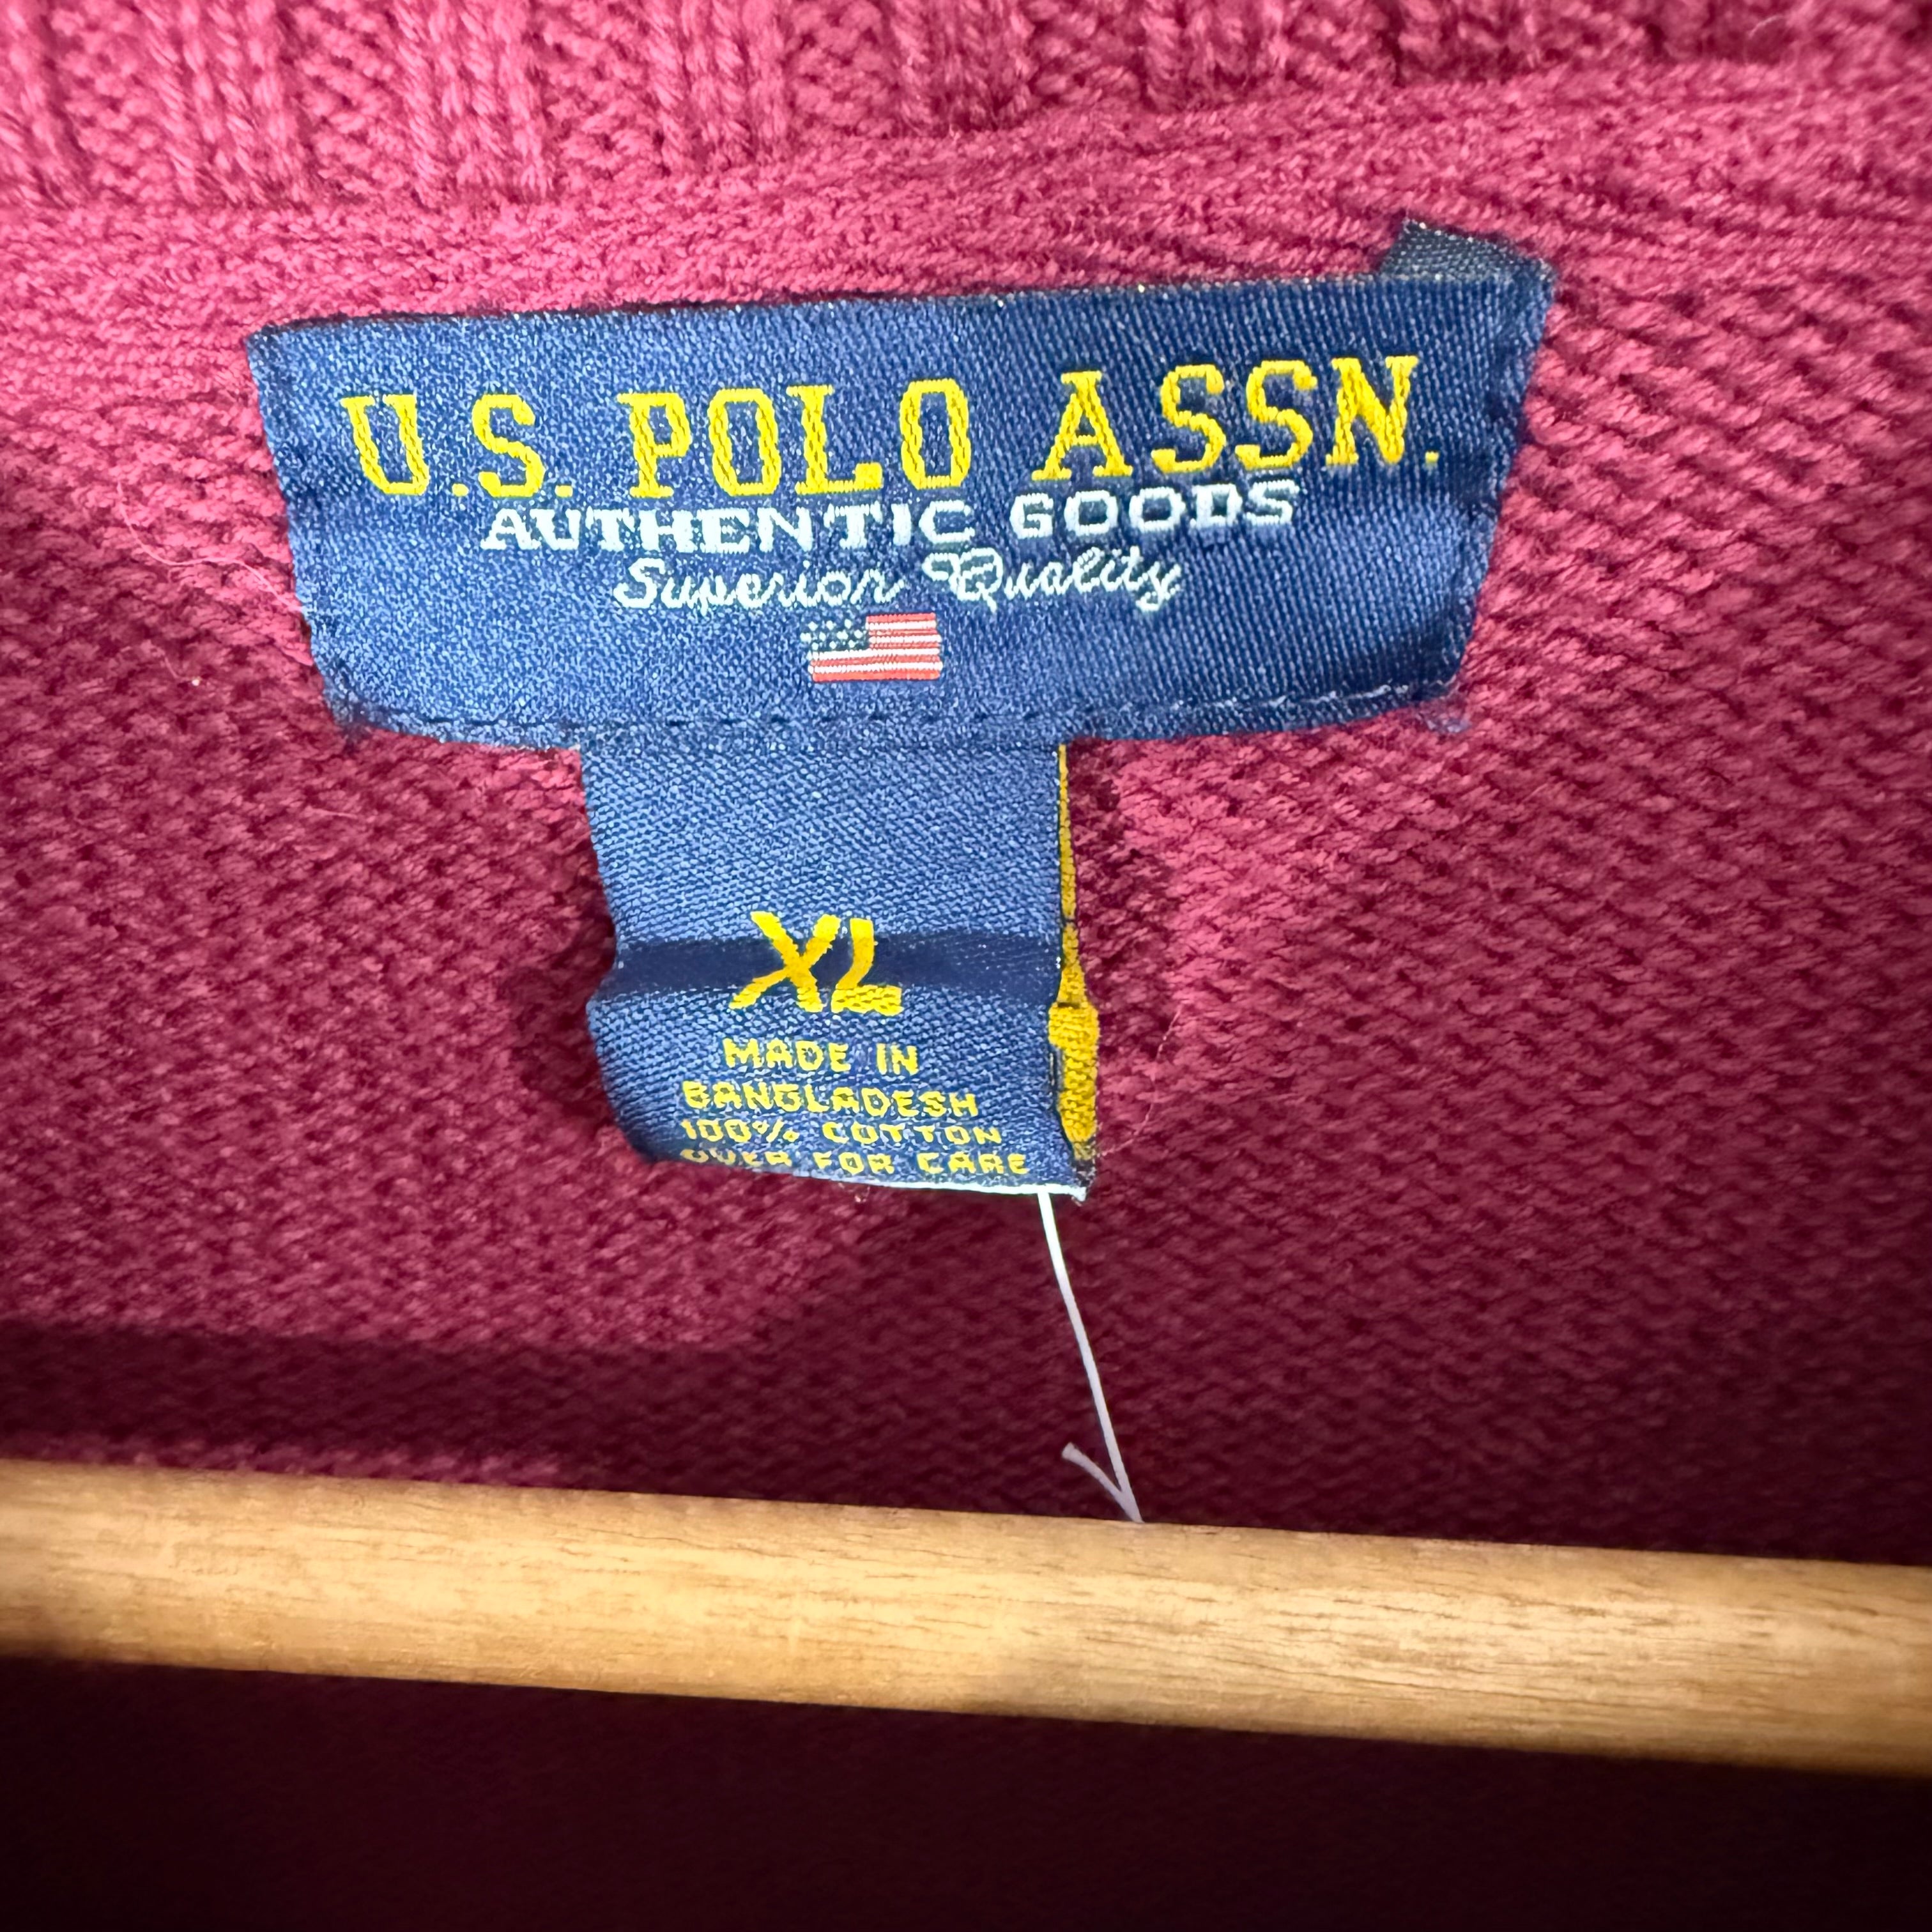 U.S. POLO ASSN.
AUTHENTIC GOODS
Superior Quality
XL
MADE IN
BANGLADESH
100% COTTON
OVER FOR CARE